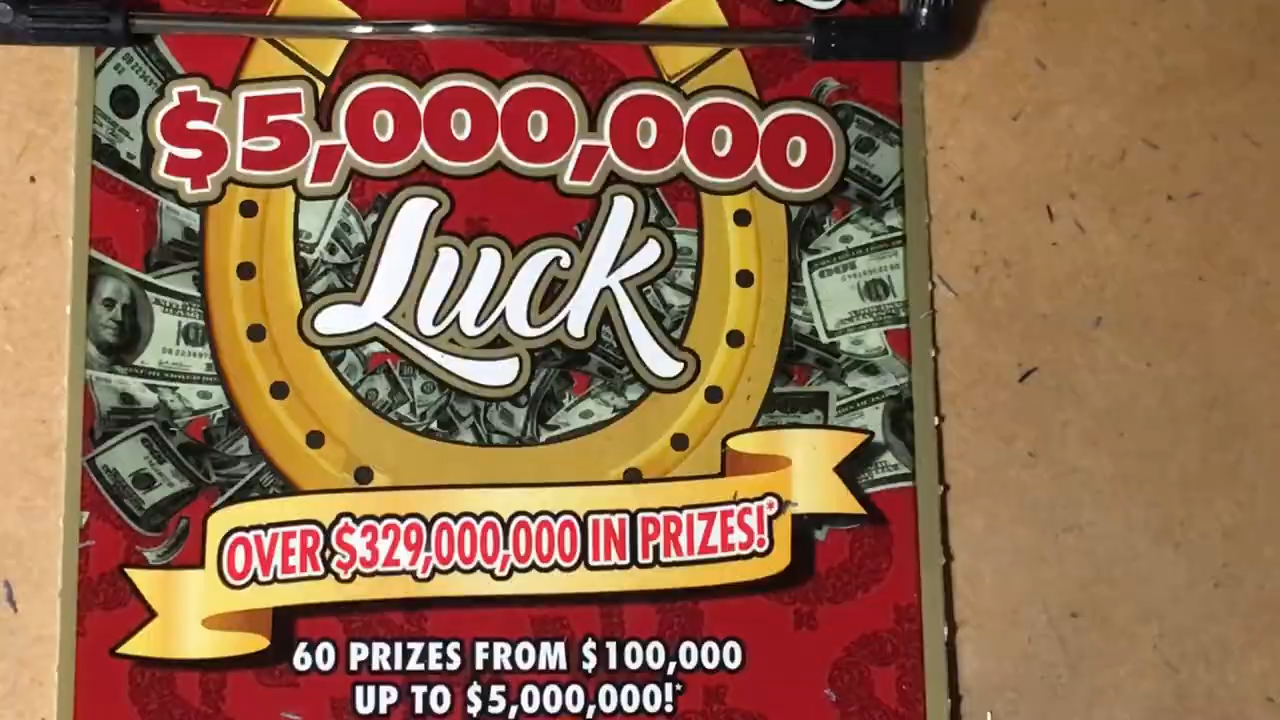 $5,000,000
Luck
OVER $329,000,000 IN PRIZES!*
60 PRIZES FROM $100,000
UP TO $5,000,000!*